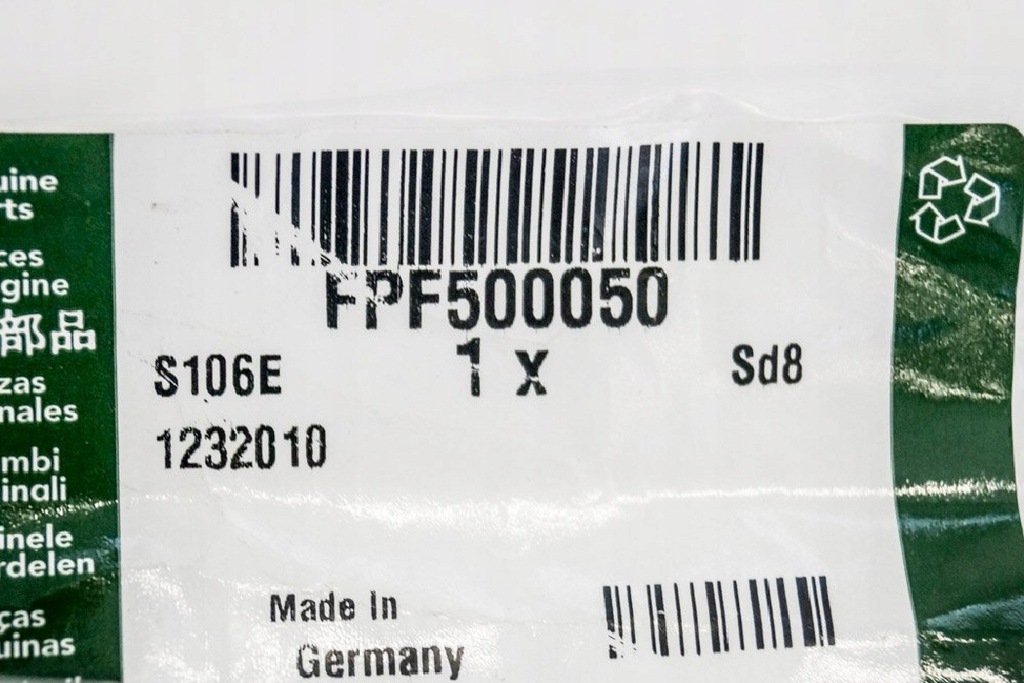 uine
rts
ces
gine
部品
zas
nales
mbi
inali
inele
rdelen
ças
uinas
FPF500050
S106E 1 x Sd8
1232010
Made In
Germany